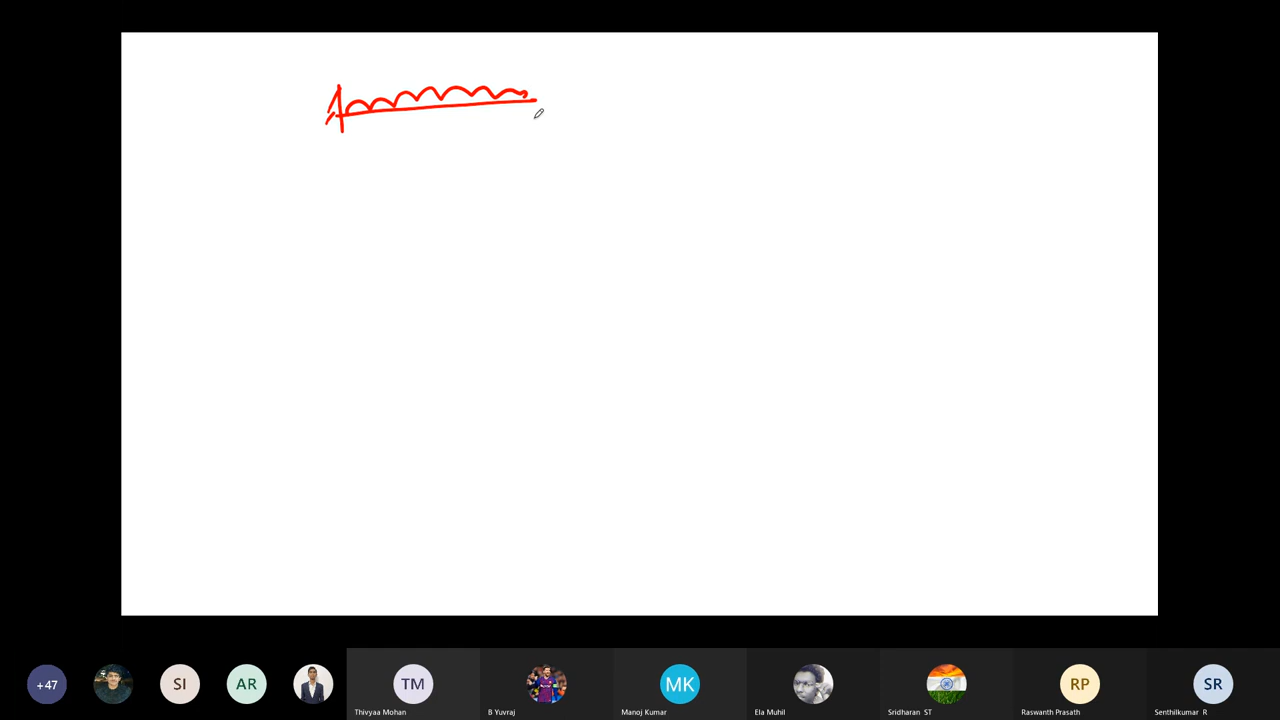 +47
SI
AR
TM
MK
RP
SR
Thivyaa Mohan
B Yuvraj
Manoj Kumar
Ela Muhil
Sridharan ST
Raswanth Prasath
Senthilkumar R